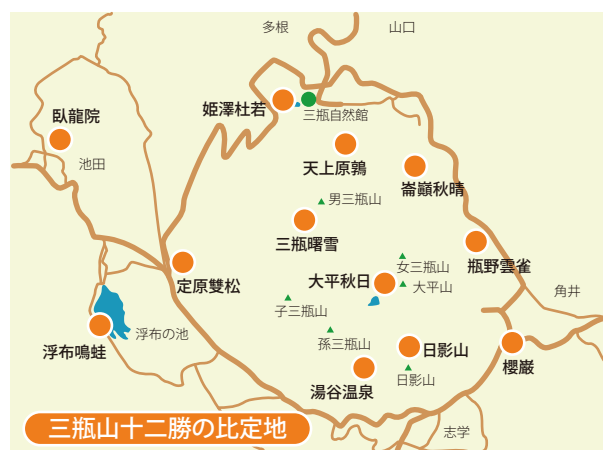 多根
山口
臥龍院
姫澤杜若
三瓶自然館
池田
天上原鶉
崙巓秋晴
男三瓶山
三瓶曙雪
瓶野雲雀
女三瓶山
定原雙松
大平秋日
大平山
角井
子三瓶山
浮布の池
孫三瓶山
浮布鳴蛙
日影山
櫻巌
日影山
湯谷温泉
三瓶山十二勝の比定地
志学